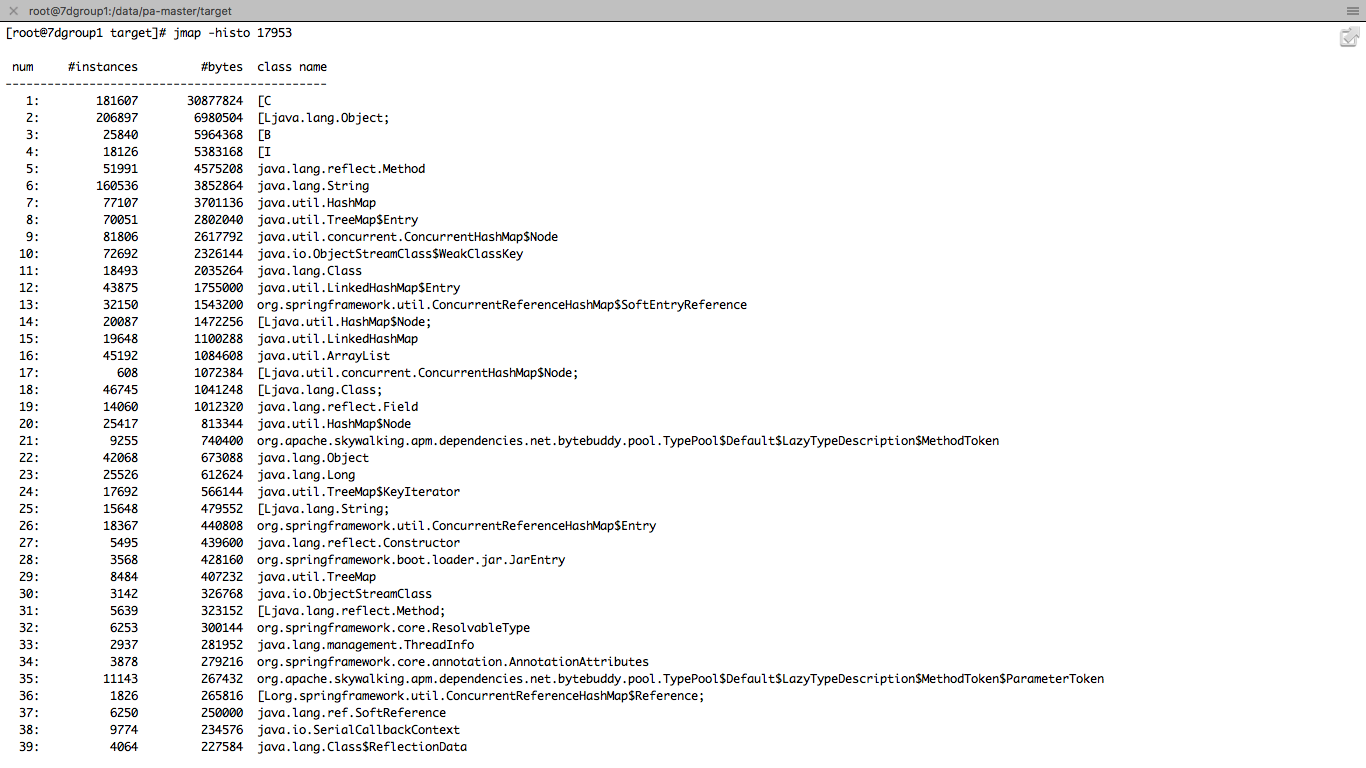 root@7dgroup1:/data/pa-master/target
[root@7dgroup1 target]# jmap -histo 17953
num #instances #bytes class name
----------------------------------------------
1: 181607 30877824 [C
2: 206897 6980504 [Ljava.lang.Object;
3: 25840 5964368 [B
4: 18126 5383168 [I
5: 51991 4575208 java.lang.reflect.Method
6: 160536 3852864 java.lang.String
7: 77107 3701136 java.util.HashMap
8: 70051 2802040 java.util.TreeMap$Entry
9: 81806 2617792 java.util.concurrent.ConcurrentHashMap$Node
10: 72692 2326144 java.io.ObjectStreamClass$WeakClassKey
11: 18493 2035264 java.lang.Class
12: 43875 1755000 java.util.LinkedHashMap$Entry
13: 32150 1543200 org.springframework.util.ConcurrentReferenceHashMap$SoftEntryReference
14: 20087 1472256 [Ljava.util.HashMap$Node;
15: 19648 1100288 java.util.LinkedHashMap
16: 45192 1084608 java.util.ArrayList
17: 608 1072384 [Ljava.util.concurrent.ConcurrentHashMap$Node;
18: 46745 1041248 [Ljava.lang.Class;
19: 14060 1012320 java.lang.reflect.Field
20: 25417 813344 java.util.HashMap$Node
21: 9255 740400 org.apache.skywalking.apm.dependencies.net.bytebuddy.pool.TypePool$Default$LazyTypeDescription$MethodToken
22: 42068 673088 java.lang.Object
23: 25526 612624 java.lang.Long
24: 17692 566144 java.util.TreeMap$KeyIterator
25: 15648 479552 [Ljava.lang.String;
26: 18367 440808 org.springframework.util.ConcurrentReferenceHashMap$Entry
27: 5495 439600 java.lang.reflect.Constructor
28: 3568 428160 org.springframework.boot.loader.jar.JarEntry
29: 8484 407232 java.util.TreeMap
30: 3142 326768 java.io.ObjectStreamClass
31: 5639 323152 [Ljava.lang.reflect.Method;
32: 6253 300144 org.springframework.core.ResolvableType
33: 2937 281952 java.lang.management.ThreadInfo
34: 3878 279216 org.springframework.core.annotation.AnnotationAttributes
35: 11143 267432 org.apache.skywalking.apm.dependencies.net.bytebuddy.pool.TypePool$Default$LazyTypeDescription$MethodToken$ParameterToken
36: 1826 265816 [Lorg.springframework.util.ConcurrentReferenceHashMap$Reference;
37: 6250 250000 java.lang.ref.SoftReference
38: 9774 234576 java.io.SerialCallbackContext
39: 4064 227584 java.lang.Class$ReflectionData